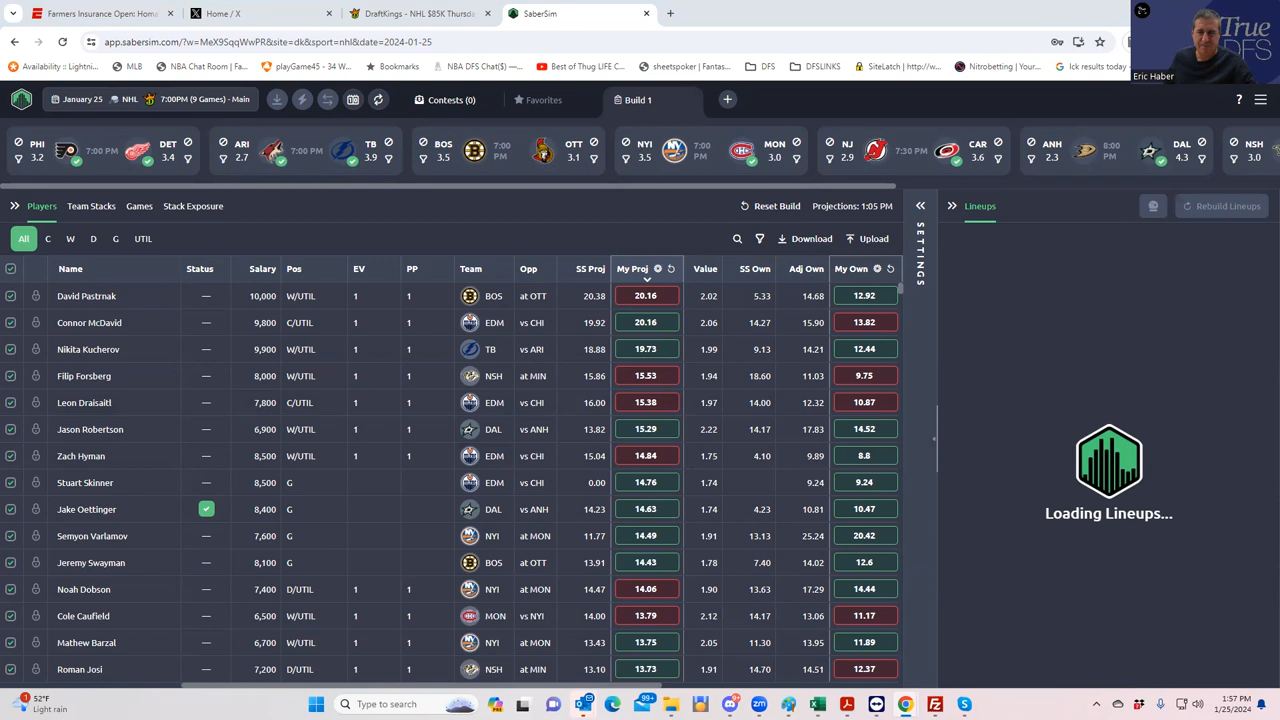 Farmers Insurance Open: Hom
Home / X
DraftKings - NHL $85K Thursda
SaberSim
app.sabersim.com/?w=MeX9SqqWwPR&site=dk&sport=nhl&date=2024-01-25
Availability :: Lightni...
MLB
NBA Chat Room |...
playGame45 - 34 W...
Bookmarks
NBA DFS Chat($) —...
Best of Thug LIFE C...
sheetspoker | Frant...
DFS
DFSLINKS
SiteLatch | http://w...
Nitrobetting | Your...
Ick results today : E
True
DFS
Eric Haber
January 25
NHL
7:00PM (9 Games) - Main
Contests (0)
Favorites
Build 1
?
PHI 3.2 7:00 PM DET 3.2
ARI 2.7 7:00 PM TB 3.9
BOS 3.5 7:00 PM OTT 3.1
NYI 3.5 7:00 PM MON 3.0
NJ 2.9 7:30 PM CAR 3.6
ANH 2.3 8:00 PM DAL 4.3
NSH 3.0
Players Team Stacks Games Stack Exposure Reset Build Projections: 1:05 PM
SETTINGS
Lineups
Rebuild Lineups
All C W D G UTIL Download Upload
Name Status Salary Pos EV PP Team Opp SS Proj My Proj Value SS Own Adj Own My Own
David Pastrnak — 10,000 W/UTIL 1 1 BOS at OTT 20.38 20.16 2.02 5.33 14.68 12.92
Connor McDavid — 9,800 C/UTIL 1 1 EDM vs CHI 19.92 20.16 2.06 14.27 15.90 13.82
Nikita Kucherov — 9,900 W/UTIL 1 1 TB vs ARI 18.88 19.73 1.99 9.13 14.21 12.44
Filip Forsberg — 8,000 W/UTIL 1 1 NSH at MIN 15.86 15.53 1.94 18.60 11.03 9.75
Leon Draisaitl — 7,800 C/UTIL 1 1 EDM vs CHI 16.00 15.38 1.97 14.00 12.32 10.87
Jason Robertson — 6,900 W/UTIL 1 1 DAL vs ANH 13.82 15.29 2.22 14.17 17.83 14.52
Zach Hyman — 8,500 W/UTIL 1 1 EDM vs CHI 15.04 14.84 1.75 4.10 9.89 8.8
Stuart Skinner — 8,500 G EDM vs CHI 0.00 14.76 1.74 9.24 9.24
Jake Oettinger 8,400 G DAL vs ANH 14.23 14.63 1.74 4.23 10.81 10.47
Semyon Varlamov — 7,600 G NYI at MON 11.77 14.49 1.91 13.13 25.24 20.42
Jeremy Swayman — 8,100 G BOS at OTT 13.91 14.43 1.78 7.40 14.02 12.6
Noah Dobson — 7,400 D/UTIL 1 1 NYI at MON 14.47 14.06 1.90 13.63 17.29 14.44
Cole Caufield — 6,500 W/UTIL 1 1 MON vs NYI 14.00 13.79 2.12 14.17 13.06 11.17
Mathew Barzal — 6,700 W/UTIL 1 1 NYI at MON 13.43 13.75 2.05 11.30 13.95 11.89
Roman Josi — 7,200 D/UTIL 1 1 NSH at MIN 13.10 13.73 1.91 14.70 14.51 12.37
Loading Lineups...
52°F
Light rail
Type to search
99+
1:57 PM
1/25/2024